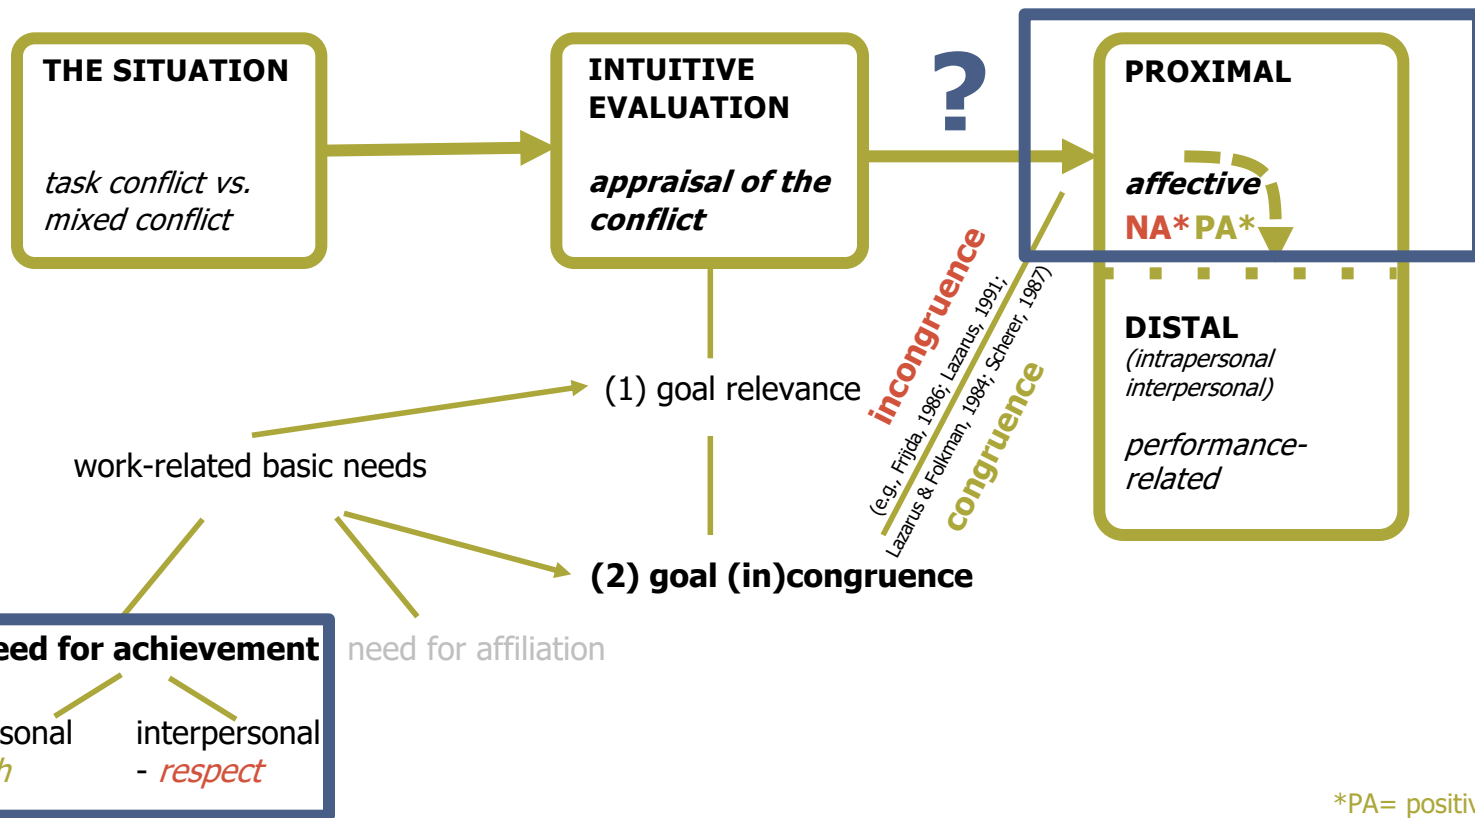 THE SITUATION
task conflict vs.
mixed conflict
INTUITIVE
EVALUATION
appraisal of the
conflict
?
PROXIMAL
affective
NA* PA*
DISTAL
(intrapersonal
interpersonal)
performance-
related
incongruence
(e.g., Frijda, 1986; Lazarus, 1991;
Lazarus & Folkman, 1984; Scherer, 1987)
congruence
(1) goal relevance
work-related basic needs
(2) goal (in)congruence
eed for achievement
need for affiliation
sonal
h
interpersonal
- respect
*PA= positiv